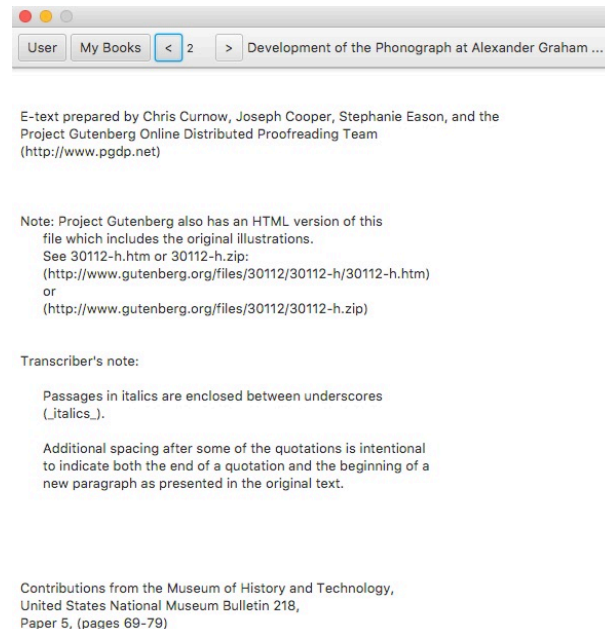 User My Books < 2 > Development of the Phonograph at Alexander Graham ...
E-text prepared by Chris Curnow, Joseph Cooper, Stephanie Eason, and the
Project Gutenberg Online Distributed Proofreading Team
(http://www.pgdp.net)
Note: Project Gutenberg also has an HTML version of this
file which includes the original illustrations.
See 30112-h.htm or 30112-h.zip:
(http://www.gutenberg.org/files/30112/30112-h/30112-h.htm)
or
(http://www.gutenberg.org/files/30112/30112-h.zip)
Transcriber's note:
Passages in italics are enclosed between underscores
(_italics_).
Additional spacing after some of the quotations is intentional
to indicate both the end of a quotation and the beginning of a
new paragraph as presented in the original text.
Contributions from the Museum of History and Technology,
United States National Museum Bulletin 218,
Paper 5, (pages 69-79)